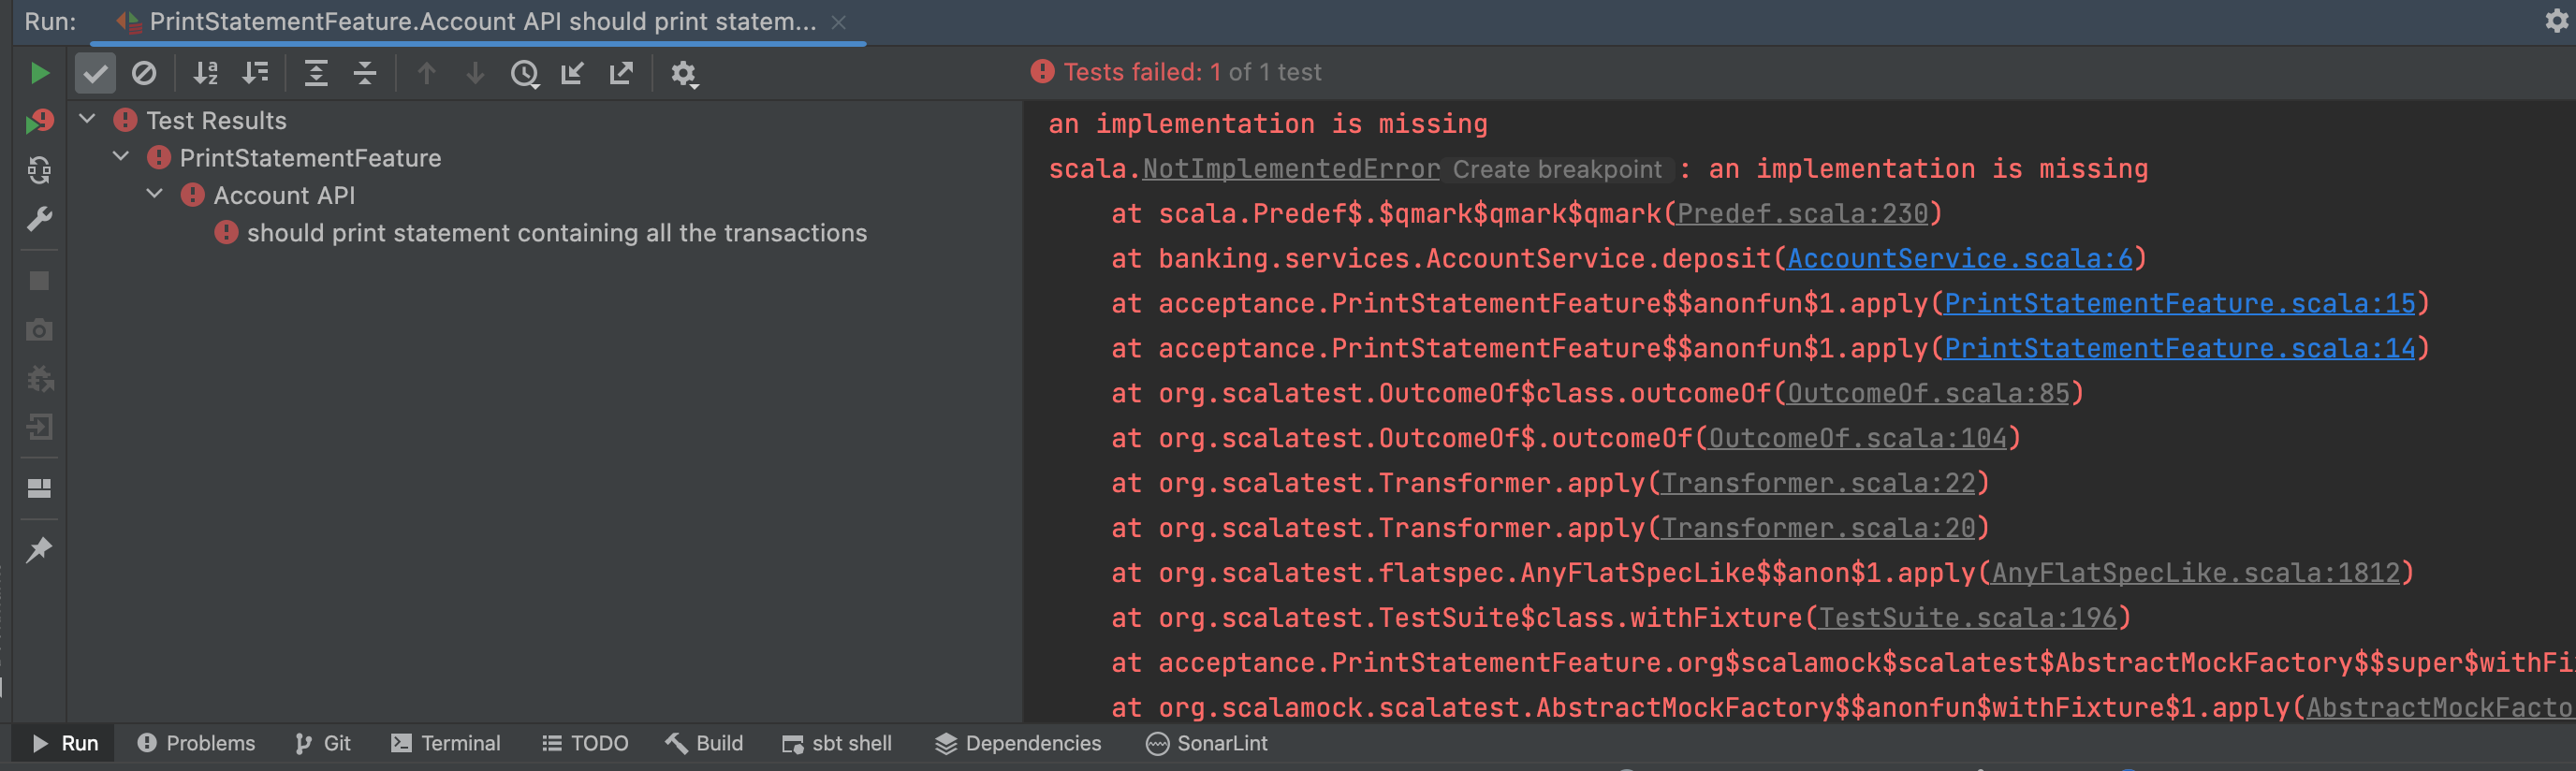 Run: PrintStatementFeature.Account API should print statem...
Tests failed: 1 of 1 test
Test Results
PrintStatementFeature
Account API
should print statement containing all the transactions
an implementation is missing
scala.NotImplementedError Create breakpoint : an implementation is missing
at scala.Predef$.$qmark$qmark$qmark(Predef.scala:230)
at banking.services.AccountService.deposit(AccountService.scala:6)
at acceptance.PrintStatementFeature$$anonfun$1.apply(PrintStatementFeature.scala:15)
at acceptance.PrintStatementFeature$$anonfun$1.apply(PrintStatementFeature.scala:14)
at org.scalatest.OutcomeOf$class.outcomeOf(OutcomeOf.scala:85)
at org.scalatest.OutcomeOf$.outcomeOf(OutcomeOf.scala:104)
at org.scalatest.Transformer.apply(Transformer.scala:22)
at org.scalatest.Transformer.apply(Transformer.scala:20)
at org.scalatest.flatspec.AnyFlatSpecLike$$anon$1.apply(AnyFlatSpecLike.scala:1812)
at org.scalatest.TestSuite$class.withFixture(TestSuite.scala:196)
at acceptance.PrintStatementFeature.org$scalamock$scalatest$AbstractMockFactory$$super$withFi
at org.scalamock.scalatest.AbstractMockFactory$$anonfun$withFixture$1.apply(AbstractMockFacto
Run Problems Git Terminal TODO Build sbt shell Dependencies SonarLint